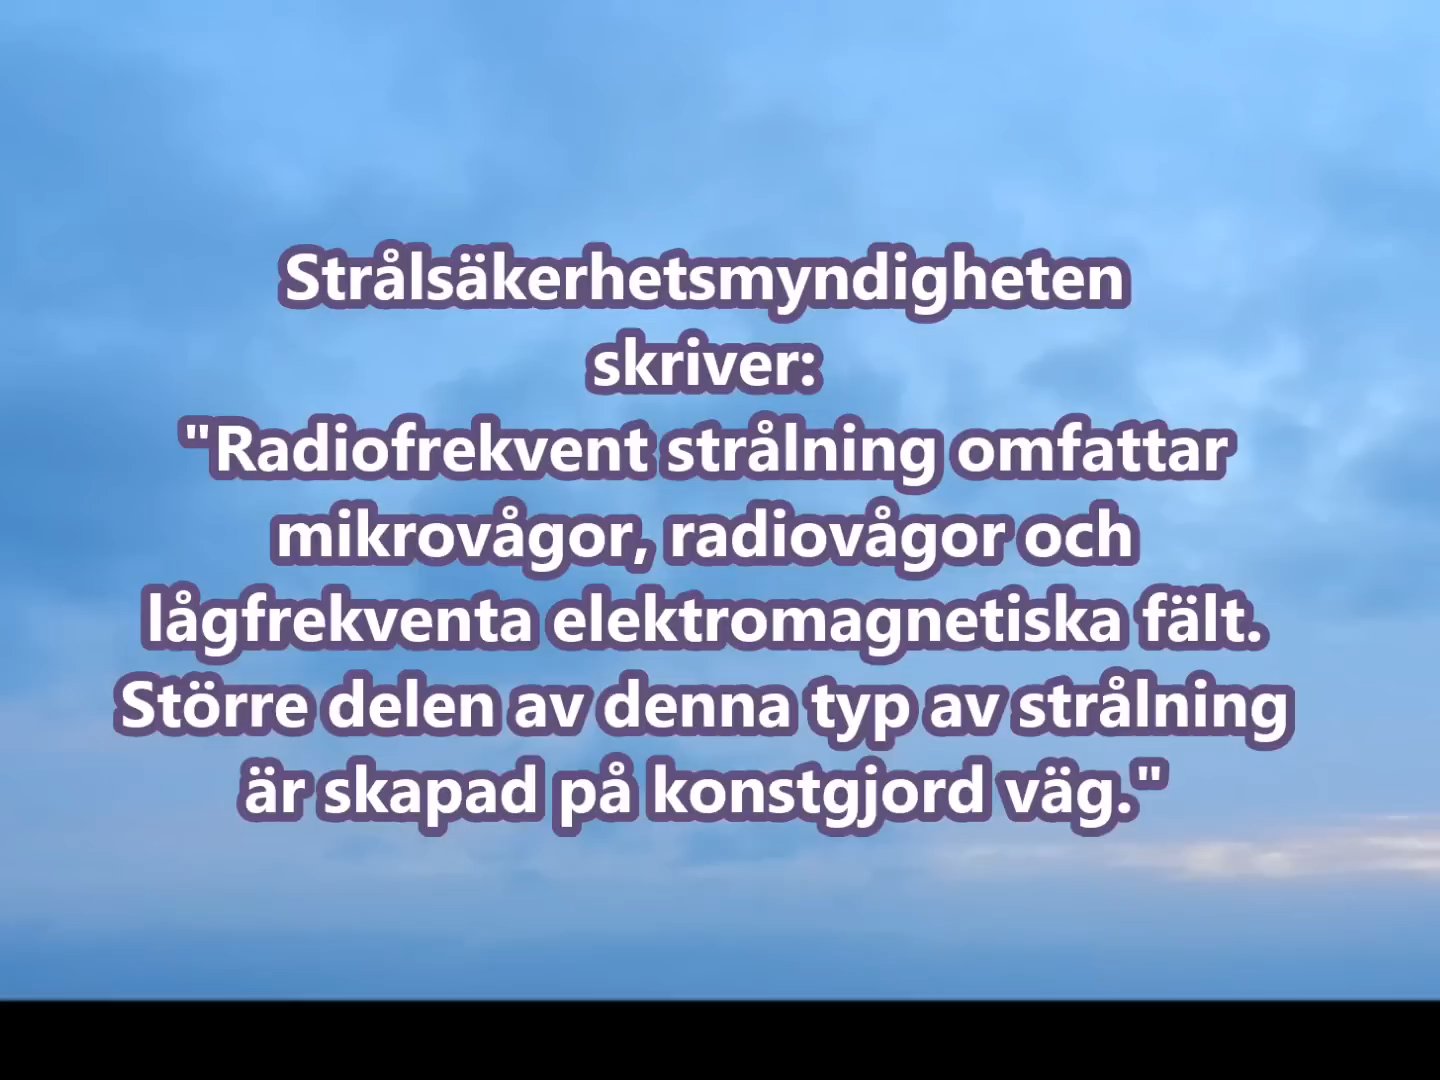 Strålsäkerhetsmyndigheten
skriver:
"Radiofrekvent strålning omfattar
mikrovågor, radiovågor och
lågfrekventa elektromagnetiska fält.
Större delen av denna typ av strålning
är skapad på konstgjord väg."